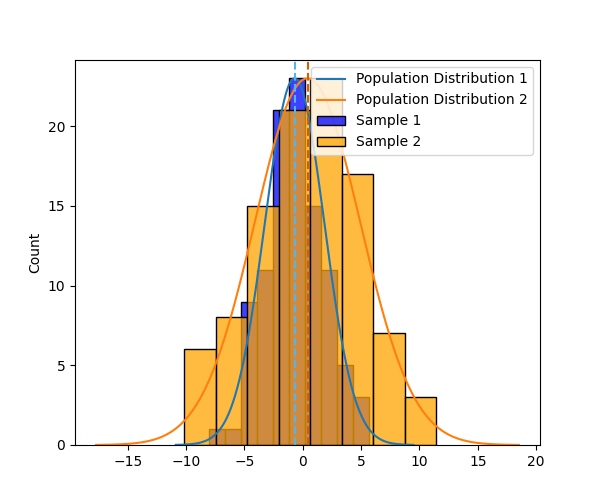 Population Distribution 1
Population Distribution 2
Sample 1
Sample 2
Count
20
15
10
5
0
−15
−10
−5
0
5
10
15
20